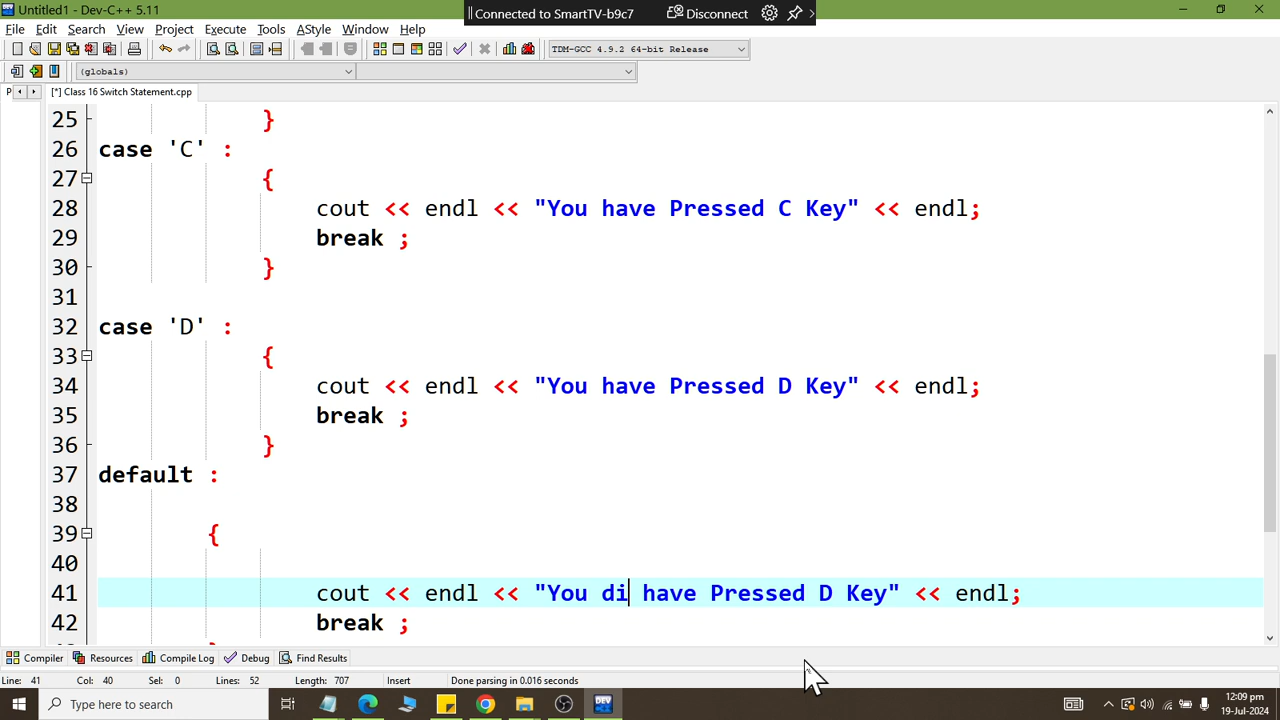 Untitled1 - Dev-C++ 5.11
Connected to SmartTV-b9c7 Disconnect
File Edit Search View Project Execute Tools AStyle Window Help
TDM-GCC 4.9.2 64-bit Release
(globals)
P [*] Class 16 Switch Statement.cpp
25 }
26 case 'C' :
27 {
28 cout << endl << "You have Pressed C Key" << endl;
29 break ;
30 }
31
32 case 'D' :
33 {
34 cout << endl << "You have Pressed D Key" << endl;
35 break ;
36 }
37 default :
38
39 {
40
41 cout << endl << "You di have Pressed D Key" << endl;
42 break ;
Compiler Resources Compile Log Debug Find Results
Line: 41 Col: 40 Sel: 0 Lines: 52 Length: 707 Insert Done parsing in 0.016 seconds
Type here to search
DEV
12:09 pm
19-Jul-2024